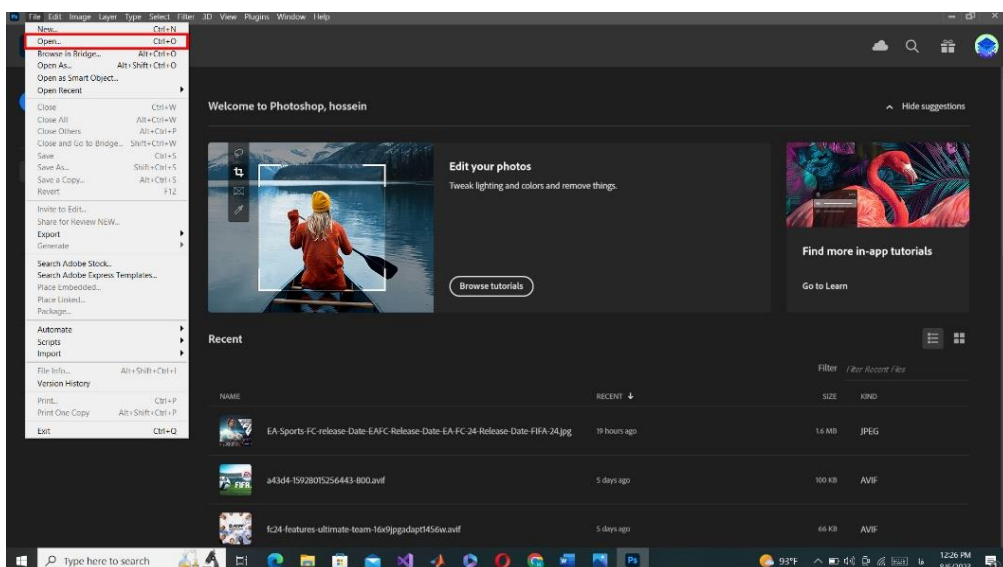 Ps File Edit Image Layer Type Select Filter 3D View Plugins Window Help
New... Ctrl+N
Open... Ctrl+O
Browse in Bridge... Alt+Ctrl+O
Open As... Alt+Shift+Ctrl+O
Open as Smart Object...
Open Recent
Close Ctrl+W
Close All Alt+Ctrl+W
Close Others Alt+Ctrl+P
Close and Go to Bridge... Shift+Ctrl+W
Save Ctrl+S
Save As... Shift+Ctrl+S
Save a Copy... Alt+Ctrl+S
Revert F12
Invite to Edit...
Share for Review NEW...
Export
Generate
Search Adobe Stock...
Search Adobe Express Templates...
Place Embedded...
Place Linked...
Package...
Automate
Scripts
Import
File Info... Alt+Shift+Ctrl+I
Version History
Print... Ctrl+P
Print One Copy Alt+Shift+Ctrl+P
Exit Ctrl+Q
Welcome to Photoshop, hossein
Hide suggestions
Edit your photos
Tweak lighting and colors and remove things.
Browse tutorials
Find more in-app tutorials
Go to Learn
Recent
Filter Filter Recent Files
NAME RECENT SIZE KIND
EA-Sports-FC-release-Date-EAFC-Release-Date-EA-FC-24-Release-Date-FIFA-24.jpg 19 hours ago 1.6 MB JPEG
FIFA
a43d4-15928015256443-800.avif 5 days ago 100 KB AVIF
fc24-features-ultimate-team-16x9jpgadapt1456w.avif 5 days ago 66 KB AVIF
Type here to search
Ps
93°F
12:26 PM